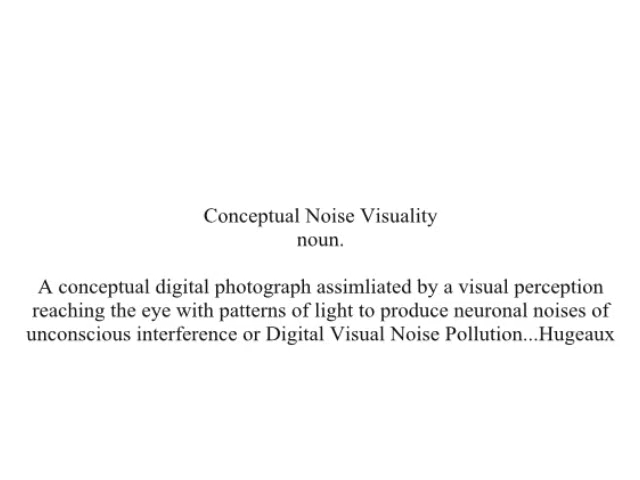 Conceptual Noise Visuality
noun.
A conceptual digital photograph assimliated by a visual perception
reaching the eye with patterns of light to produce neuronal noises of
unconscious interference or Digital Visual Noise Pollution...Hugeaux